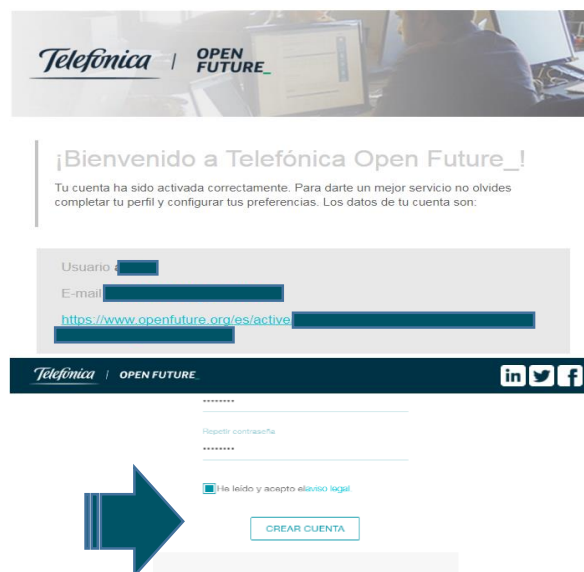 Telefónica | OPEN FUTURE_
¡Bienvenido a Telefónica Open Future_!
Tu cuenta ha sido activada correctamente. Para darte un mejor servicio no olvides
completar tu perfil y configurar tus preferencias. Los datos de tu cuenta son:
Usuario
E-mail
https://www.openfuture.org/es/active
Telefónica | OPEN FUTURE_
in f
********
Repetir contraseña
********
He leído y acepto el aviso legal
CREAR CUENTA